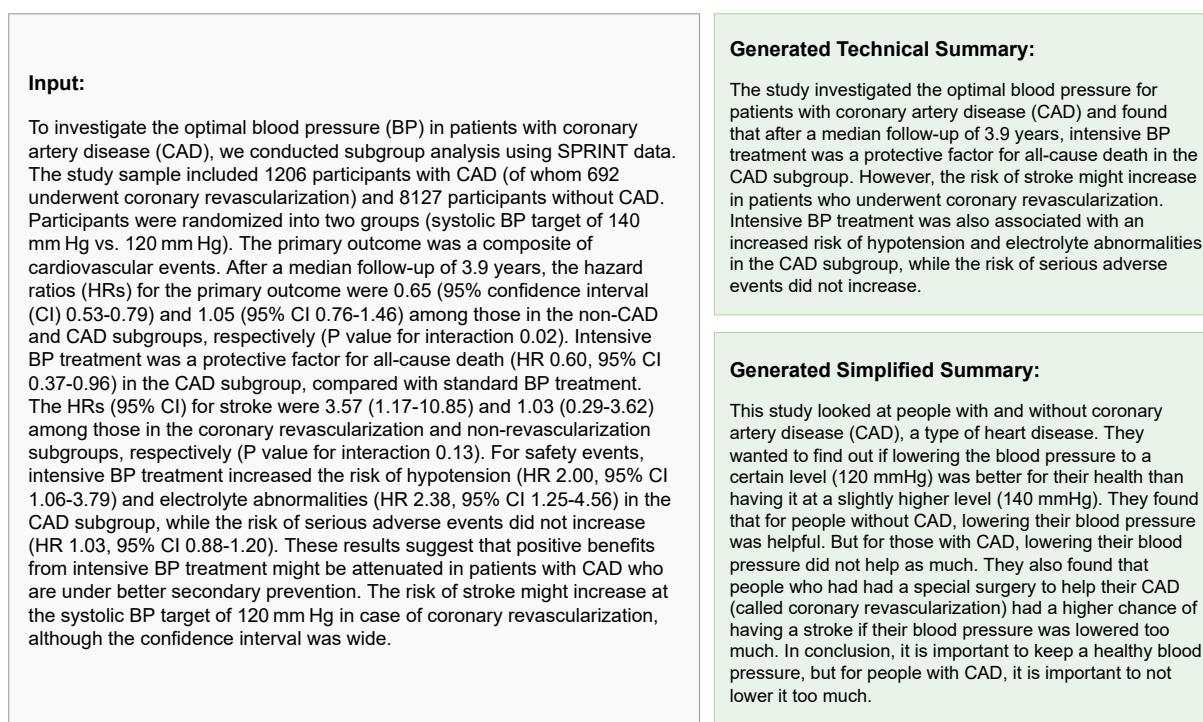 Input:
To investigate the optimal blood pressure (BP) in patients with coronary
artery disease (CAD), we conducted subgroup analysis using SPRINT data.
The study sample included 1206 participants with CAD (of whom 692
underwent coronary revascularization) and 8127 participants without CAD.
Participants were randomized into two groups (systolic BP target of 140
mm Hg vs. 120 mm Hg). The primary outcome was a composite of
cardiovascular events. After a median follow-up of 3.9 years, the hazard
ratios (HRs) for the primary outcome were 0.65 (95% confidence interval
(CI) 0.53-0.79) and 1.05 (95% CI 0.76-1.46) among those in the non-CAD
and CAD subgroups, respectively (P value for interaction 0.02). Intensive
BP treatment was a protective factor for all-cause death (HR 0.60, 95% CI
0.37-0.96) in the CAD subgroup, compared with standard BP treatment.
The HRs (95% CI) for stroke were 3.57 (1.17-10.85) and 1.03 (0.29-3.62)
among those in the coronary revascularization and non-revascularization
subgroups, respectively (P value for interaction 0.13). For safety events,
intensive BP treatment increased the risk of hypotension (HR 2.00, 95% CI
1.06-3.79) and electrolyte abnormalities (HR 2.38, 95% CI 1.25-4.56) in the
CAD subgroup, while the risk of serious adverse events did not increase
(HR 1.03, 95% CI 0.88-1.20). These results suggest that positive benefits
from intensive BP treatment might be attenuated in patients with CAD who
are under better secondary prevention. The risk of stroke might increase at
the systolic BP target of 120 mm Hg in case of coronary revascularization,
although the confidence interval was wide.
Generated Technical Summary:
The study investigated the optimal blood pressure for
patients with coronary artery disease (CAD) and found
that after a median follow-up of 3.9 years, intensive BP
treatment was a protective factor for all-cause death in the
CAD subgroup. However, the risk of stroke might increase
in patients who underwent coronary revascularization.
Intensive BP treatment was also associated with an
increased risk of hypotension and electrolyte abnormalities
in the CAD subgroup, while the risk of serious adverse
events did not increase.
Generated Simplified Summary:
This study looked at people with and without coronary
artery disease (CAD), a type of heart disease. They
wanted to find out if lowering the blood pressure to a
certain level (120 mmHg) was better for their health than
having it at a slightly higher level (140 mmHg). They found
that for people without CAD, lowering their blood pressure
was helpful. But for those with CAD, lowering their blood
pressure did not help as much. They also found that
people who had had a special surgery to help their CAD
(called coronary revascularization) had a higher chance of
having a stroke if their blood pressure was lowered too
much. In conclusion, it is important to keep a healthy blood
pressure, but for people with CAD, it is important to not
lower it too much.